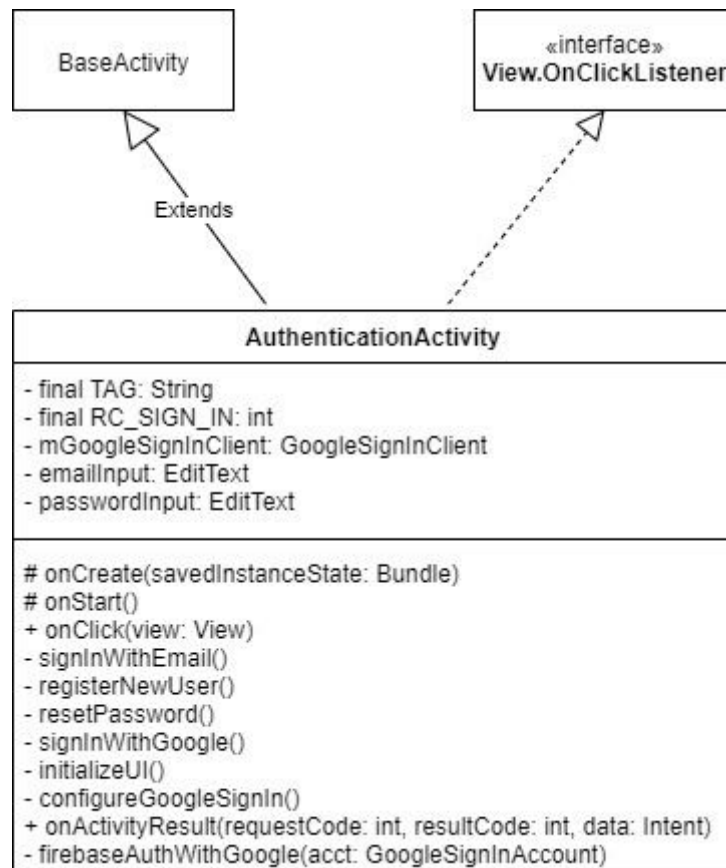 BaseActivity
«interface»
View.OnClickListener
Extends
AuthenticationActivity
- final TAG: String
- final RC_SIGN_IN: int
- mGoogleSignInClient: GoogleSignInClient
- emailInput: EditText
- passwordInput: EditText
# onCreate(savedInstanceState: Bundle)
# onStart()
+ onClick(view: View)
- signInWithEmail()
- registerNewUser()
- resetPassword()
- signInWithGoogle()
- initializeUI()
- configureGoogleSignIn()
+ onActivityResult(requestCode: int, resultCode: int, data: Intent)
- firebaseAuthWithGoogle(acct: GoogleSignInAccount)